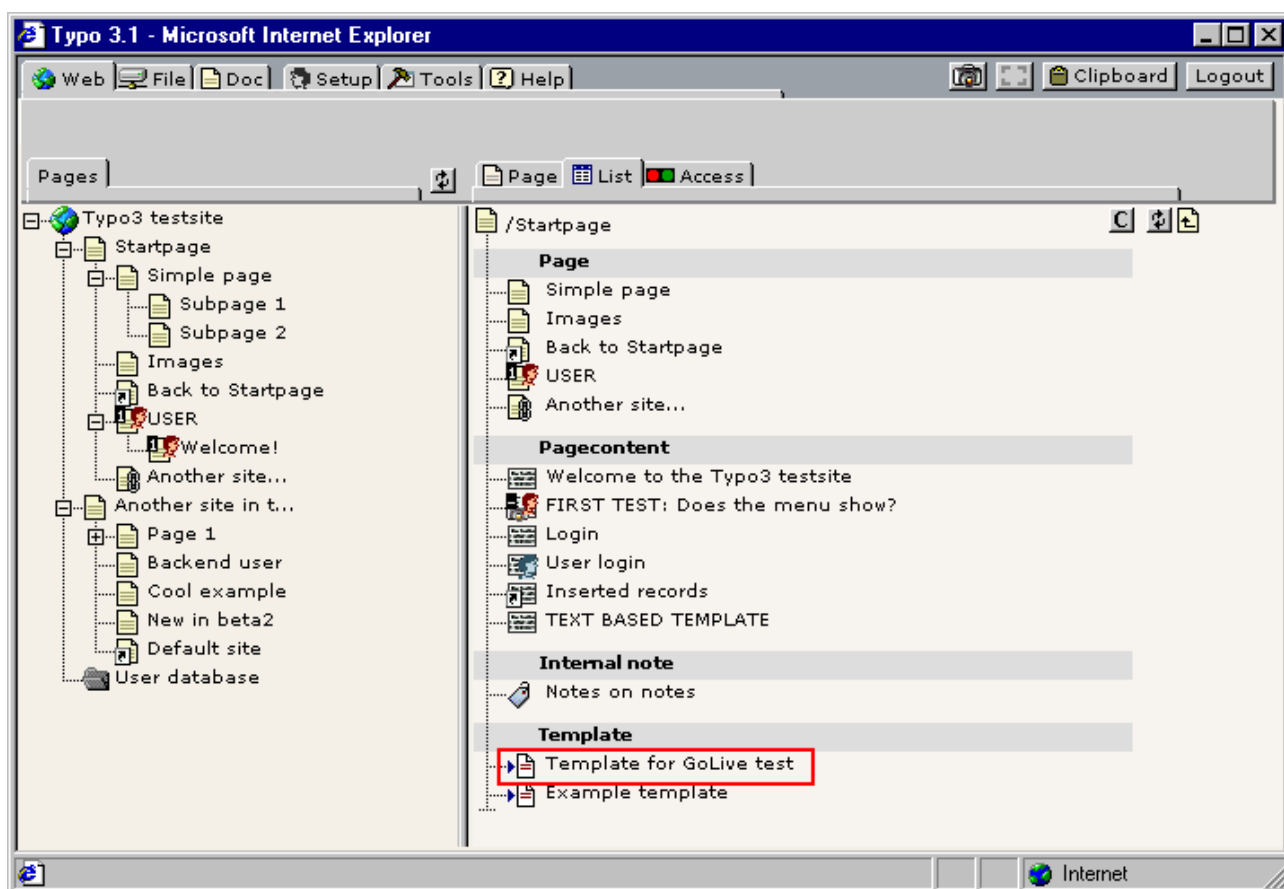 Typo 3.1 - Microsoft Internet Explorer
Web File Doc Setup Tools Help Clipboard Logout
Pages Page List Access
Typo3 testsite
Startpage
Simple page
Subpage 1
Subpage 2
Images
Back to Startpage
USER
Welcome!
Another site...
Another site in t...
Page 1
Backend user
Cool example
New in beta2
Default site
User database
/Startpage C
Page
Simple page
Images
Back to Startpage
USER
Another site...
Pagecontent
Welcome to the Typo3 testsite
FIRST TEST: Does the menu show?
Login
User login
Inserted records
TEXT BASED TEMPLATE
Internal note
Notes on notes
Template
Template for GoLive test
Example template
Internet